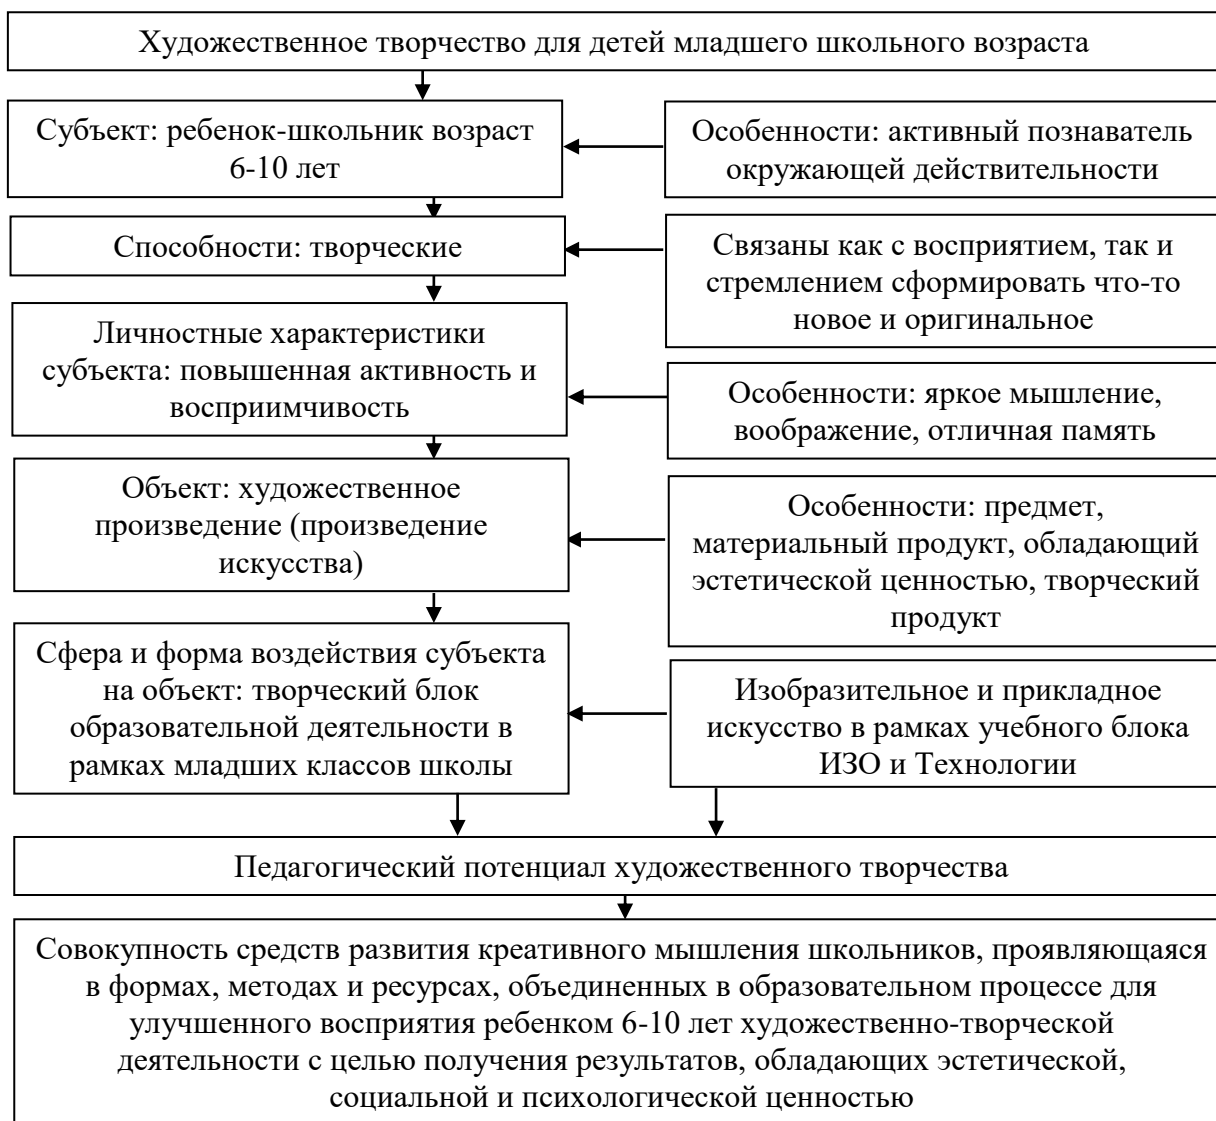 Художественное творчество для детей младшего школьного возраста
Субъект: ребенок-школьник возраст
6-10 лет
Особенности: активный познаватель
окружающей действительности
Способности: творческие
Связаны как с восприятием, так и
стремлением сформировать что-то
новое и оригинальное
Личностные характеристики
субъекта: повышенная активность и
восприимчивость
Особенности: яркое мышление,
воображение, отличная память
Объект: художественное
произведение (произведение
искусства)
Особенности: предмет,
материальный продукт, обладающий
эстетической ценностью, творческий
продукт
Сфера и форма воздействия субъекта
на объект: творческий блок
образовательной деятельности в
рамках младших классов школы
Изобразительное и прикладное
искусство в рамках учебного блока
ИЗО и Технологии
Педагогический потенциал художественного творчества
Совокупность средств развития креативного мышления школьников, проявляющаяся
в формах, методах и ресурсах, объединенных в образовательном процессе для
улучшенного восприятия ребенком 6-10 лет художественно-творческой
деятельности с целью получения результатов, обладающих эстетической,
социальной и психологической ценностью